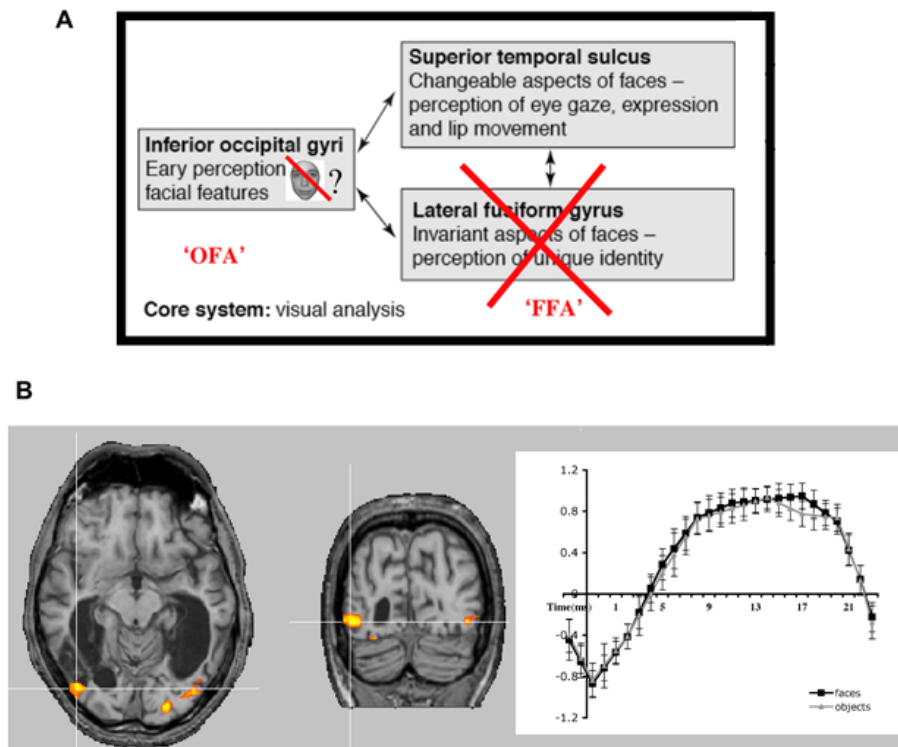 A
Superior temporal sulcus
Changeable aspects of faces –
perception of eye gaze, expression
and lip movement
Inferior occipital gyri
Eary perception
facial features
?
Lateral fusiform gyrus
Invariant aspects of faces –
perception of unique identity
'OFA'
'FFA'
Core system: visual analysis
B
1.2
0.8
0.4
0
Time(ms) 1 5 9 13 17 21
-0.4
-0.8
-1.2
faces
objects